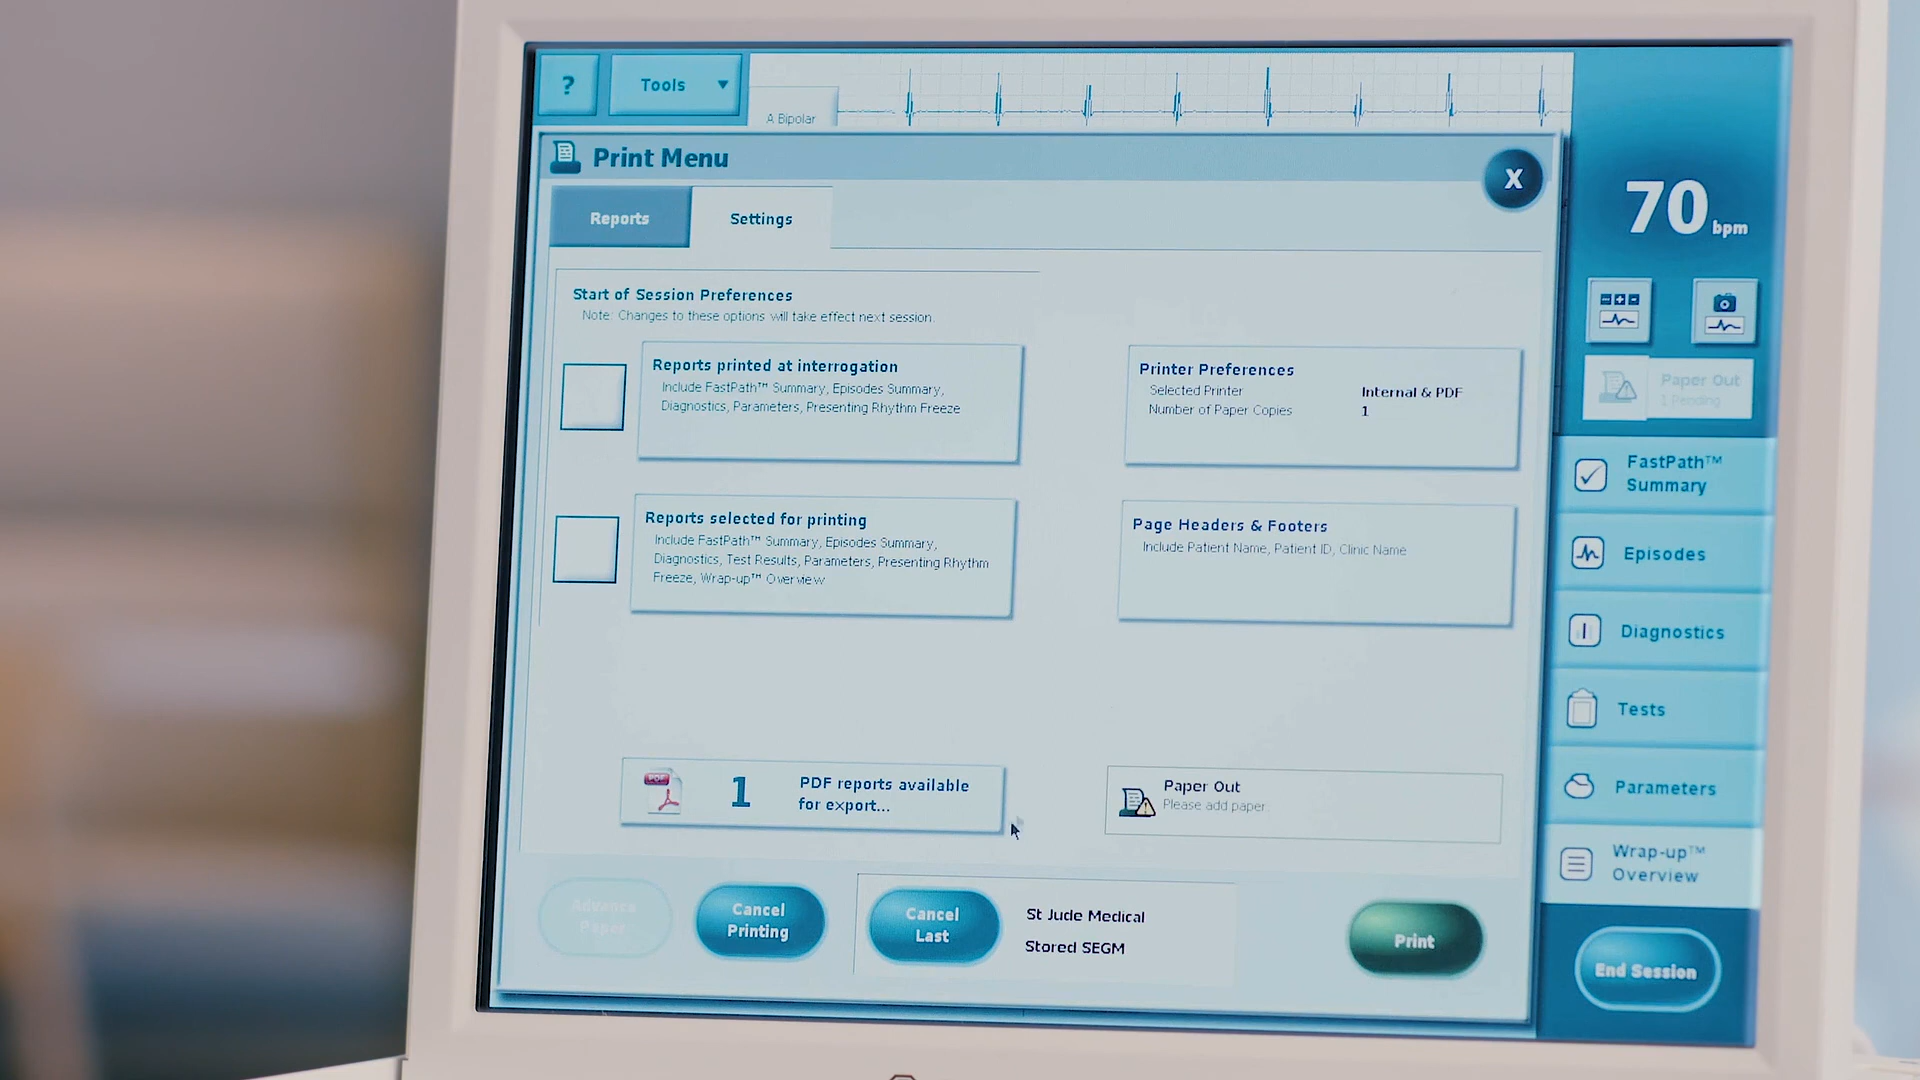 ?
Tools
A Bipolar
Print Menu
X
Reports
Settings
70 bpm
Start of Session Preferences
Note: Changes to these options will take effect next session.
Reports printed at interrogation
Include FastPath™ Summary, Episodes Summary,
Diagnostics, Parameters, Presenting Rhythm Freeze
Printer Preferences
Selected Printer Internal & PDF
Number of Paper Copies 1
Reports selected for printing
Include FastPath™ Summary, Episodes Summary,
Diagnostics, Test Results, Parameters, Presenting Rhythm
Freeze, Wrap-up™ Overview
Page Headers & Footers
Include Patient Name, Patient ID, Clinic Name
PDF
1
PDF reports available
for export...
Paper Out
Please add paper.
Advance
Paper
Cancel
Printing
Cancel
Last
St Jude Medical
Stored SEGM
Print
Paper Out
1 Pending
FastPath™
Summary
Episodes
Diagnostics
Tests
Parameters
Wrap-up™
Overview
End Session